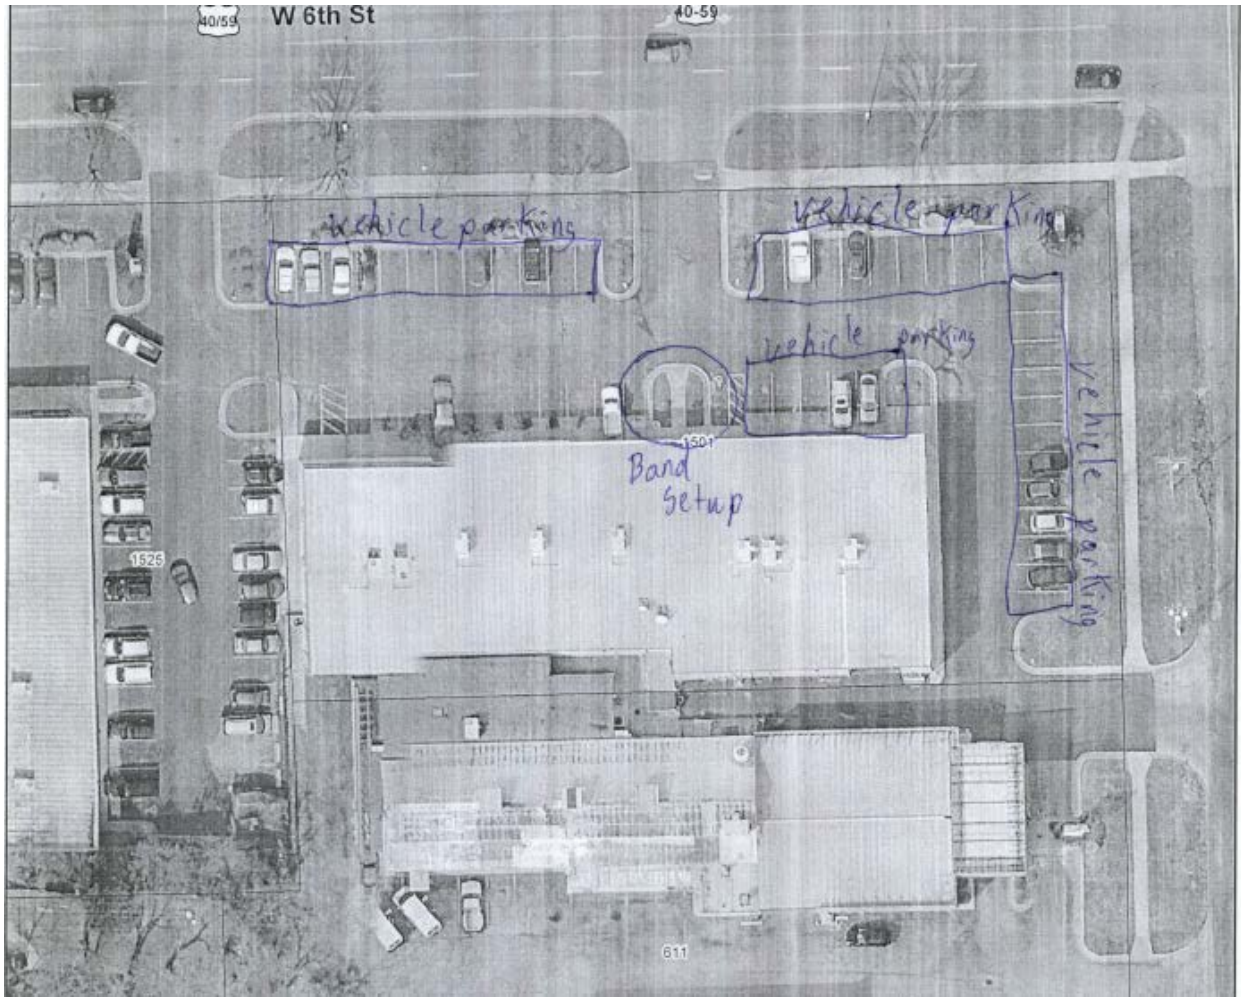 40/59
W 6th St
40-59
vehicle parking
vehicle parking
vehicle parking
vehicle parking
1501
Band
Setup
1525
611